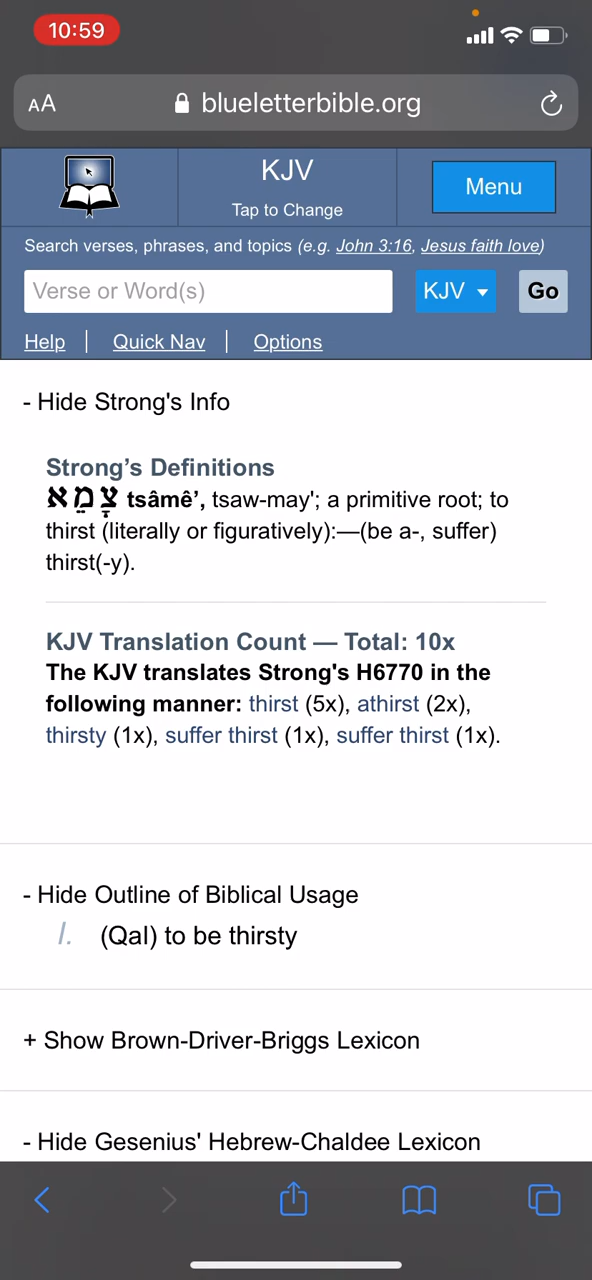 10:59
AA blueletterbible.org
KJV
Tap to Change
Menu
Search verses, phrases, and topics (e.g. John 3:16, Jesus faith love)
Verse or Word(s) KJV Go
Help | Quick Nav | Options
- Hide Strong's Info
Strong’s Definitions
צָמֵא tsâmêʼ, tsaw-may'; a primitive root; to
thirst (literally or figuratively):—(be a-, suffer)
thirst(-y).
KJV Translation Count — Total: 10x
The KJV translates Strong's H6770 in the
following manner: thirst (5x), athirst (2x),
thirsty (1x), suffer thirst (1x), suffer thirst (1x).
- Hide Outline of Biblical Usage
I. (Qal) to be thirsty
+ Show Brown-Driver-Briggs Lexicon
- Hide Gesenius' Hebrew-Chaldee Lexicon